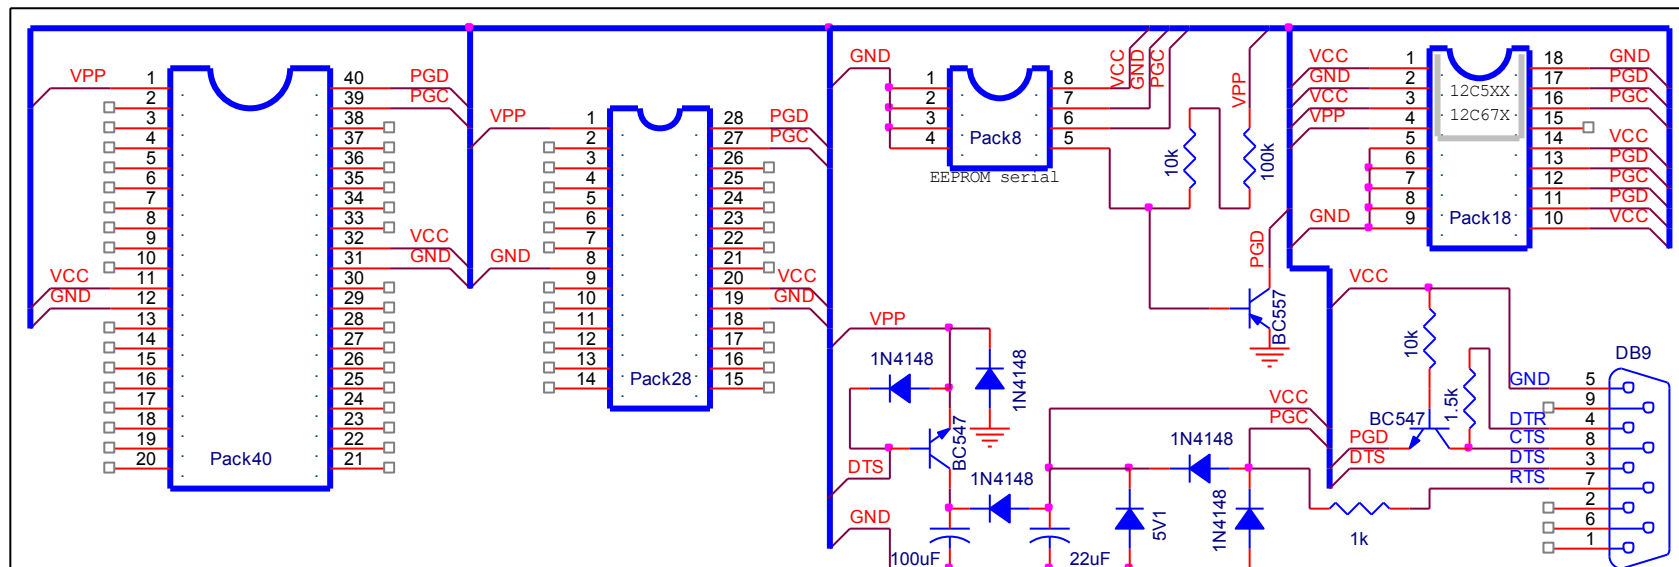 VPP 1 40 PGD
2 39 PGC
3 38
4 37
5 36
6 35
7 34
8 33
9 32 VCC
10 31 GND
VCC 11 30
GND 12 29
13 28
14 27
15 26
16 25
17 24
18 23
19 22
20 21
Pack40
VPP 1 28 PGD
2 27 PGC
3 26
4 25
5 24
6 23
7 22
GND 8 21
9 20 VCC
10 19 GND
11 18
12 17
13 16
14 15
Pack28
GND
1 8 VCC
2 7 GND
3 6 PGC
4 5
Pack8
EEPROM serial
10k
VPP
100k
PGD
BC557
VCC 1 18 GND
GND 2 17 PGD
VCC 3 16 PGC
VPP 4 15
5 14 VCC
6 13 PGD
7 12 PGC
8 11 PGD
GND 9 10 VCC
12C5XX
12C67X
Pack18
VPP
1N4148
1N4148
BC547
DTS
1N4148
GND
100uF
22uF
5V1
1N4148
1N4148
VCC
PGC
VCC
10k
1.5k
BC547
PGD
DTS
1k
DB9
GND 5
9
DTR 4
CTS 8
DTS 3
RTS 7
2
6
1